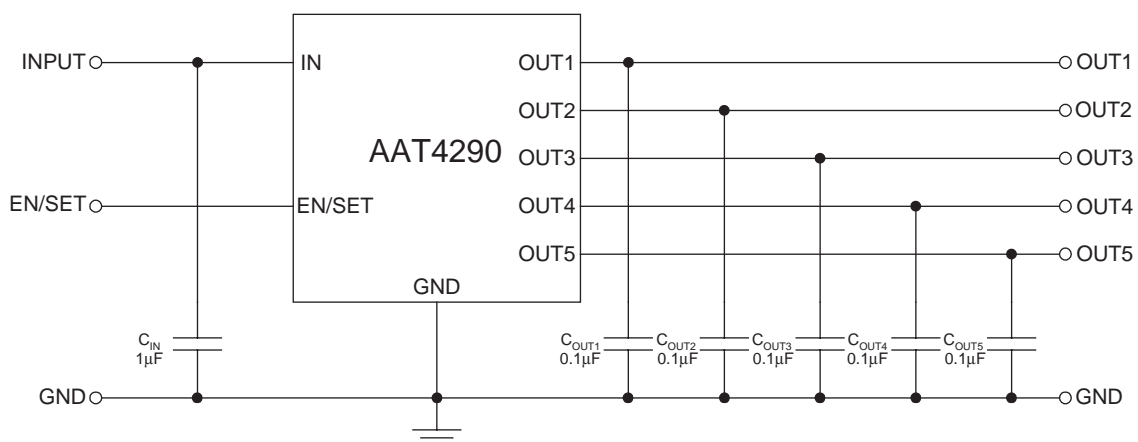 INPUT
IN
OUT1
OUT1
OUT2
OUT2
AAT4290
OUT3
OUT3
EN/SET
EN/SET
OUT4
OUT4
OUT5
OUT5
GND
CIN
1µF
COUT1
0.1µF
COUT2
0.1µF
COUT3
0.1µF
COUT4
0.1µF
COUT5
0.1µF
GND
GND